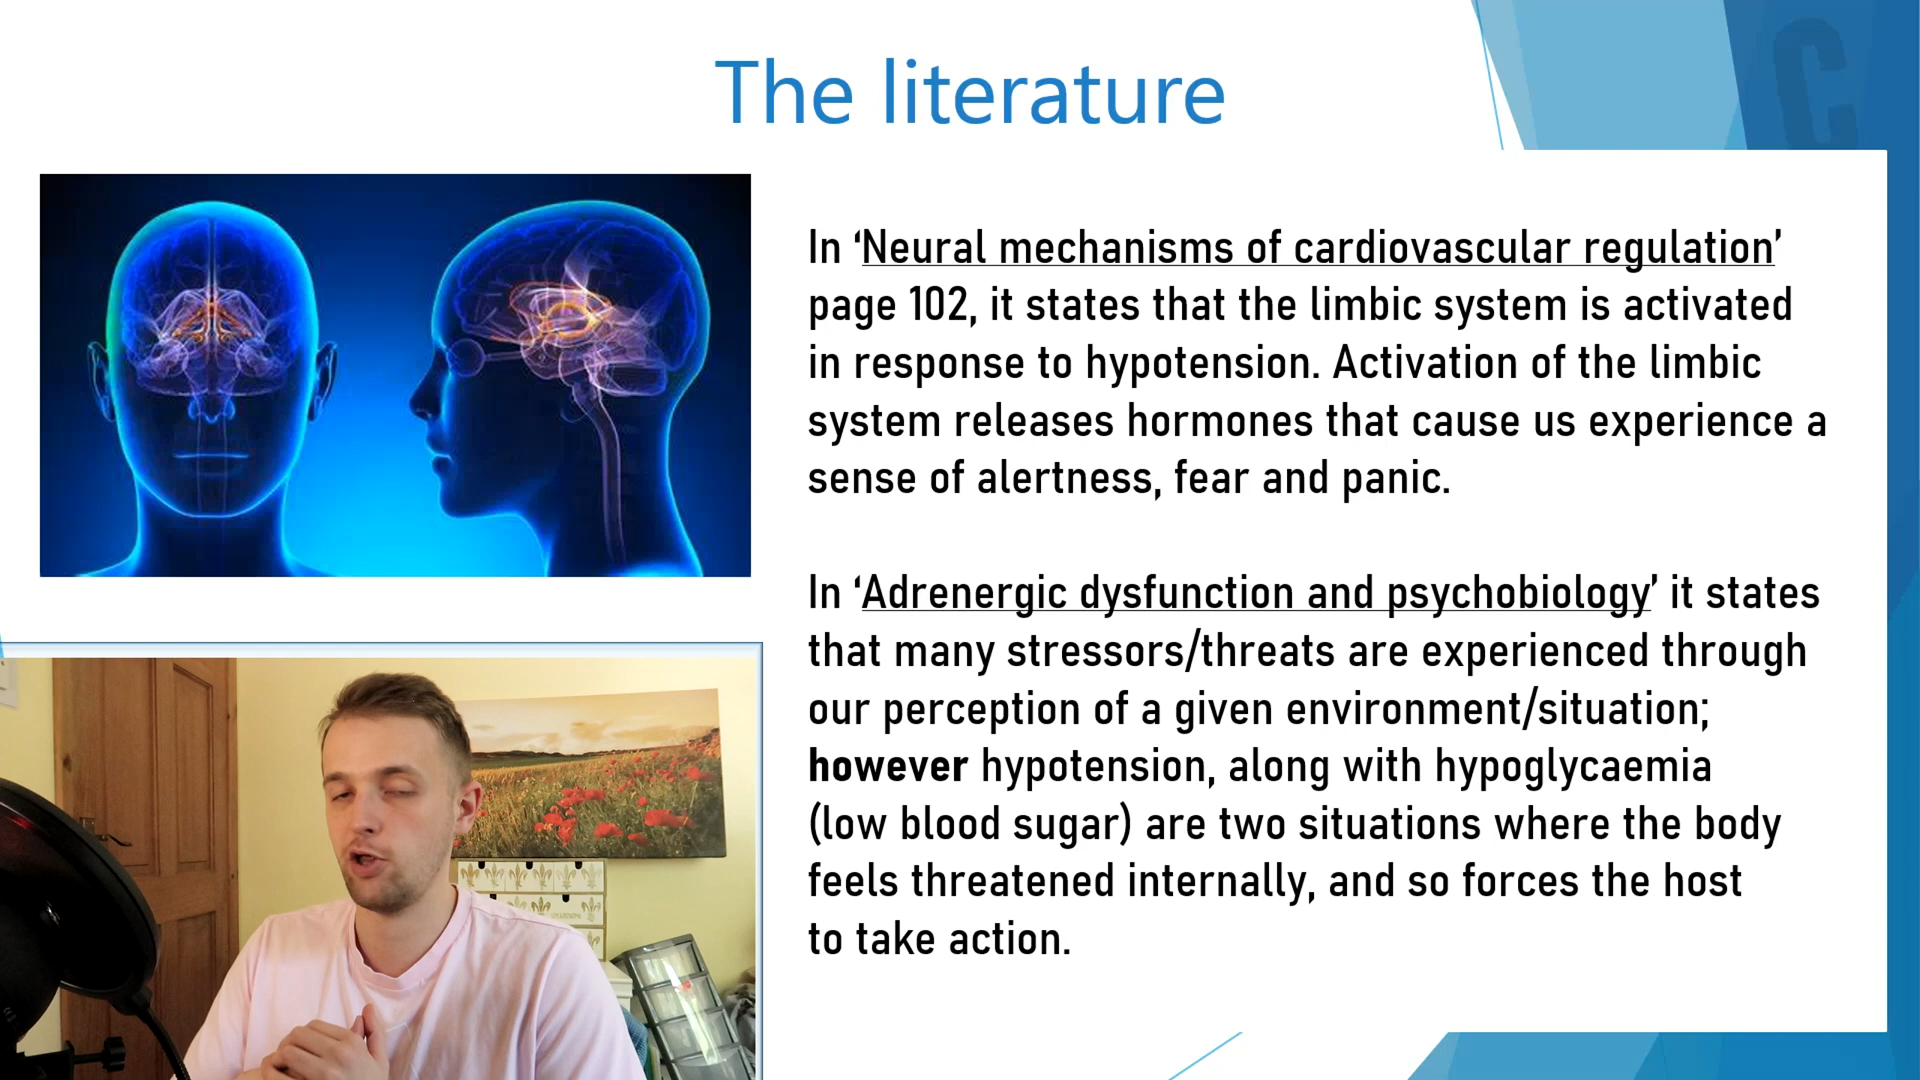 The literature
In ‘Neural mechanisms of cardiovascular regulation’
page 102, it states that the limbic system is activated
in response to hypotension. Activation of the limbic
system releases hormones that cause us experience a
sense of alertness, fear and panic.
In ‘Adrenergic dysfunction and psychobiology’ it states
that many stressors/threats are experienced through
our perception of a given environment/situation;
however hypotension, along with hypoglycaemia
(low blood sugar) are two situations where the body
feels threatened internally, and so forces the host
to take action.
C